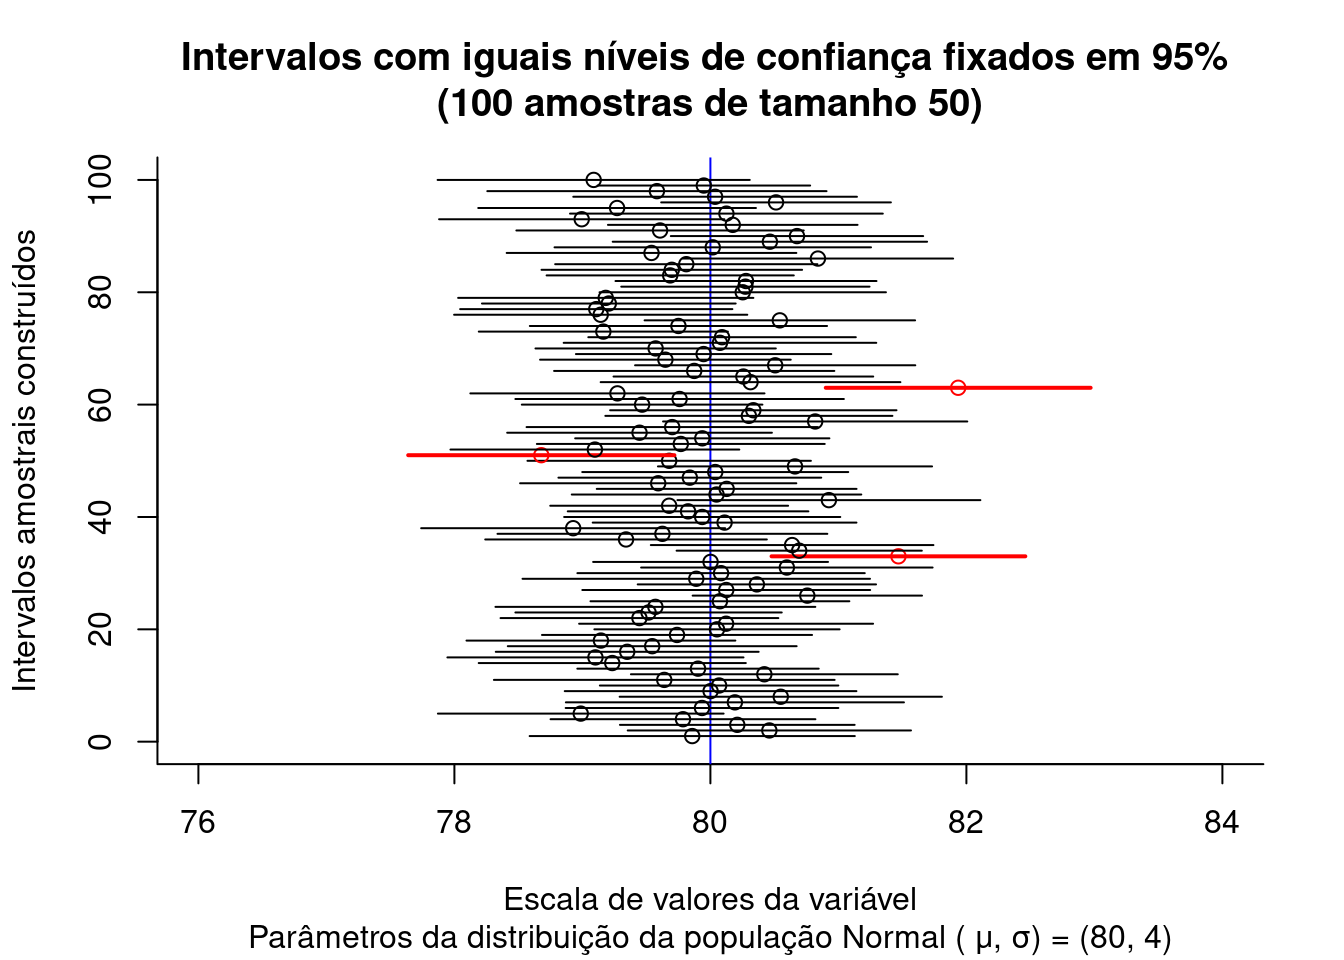 Intervalos com iguais níveis de confiança fixados em 95%
(100 amostras de tamanho 50)
Intervalos amostrais construídos
100
80
60
40
20
0
76 78 80 82 84
Escala de valores da variável
Parâmetros da distribuição da população Normal ( μ, σ) = (80, 4)